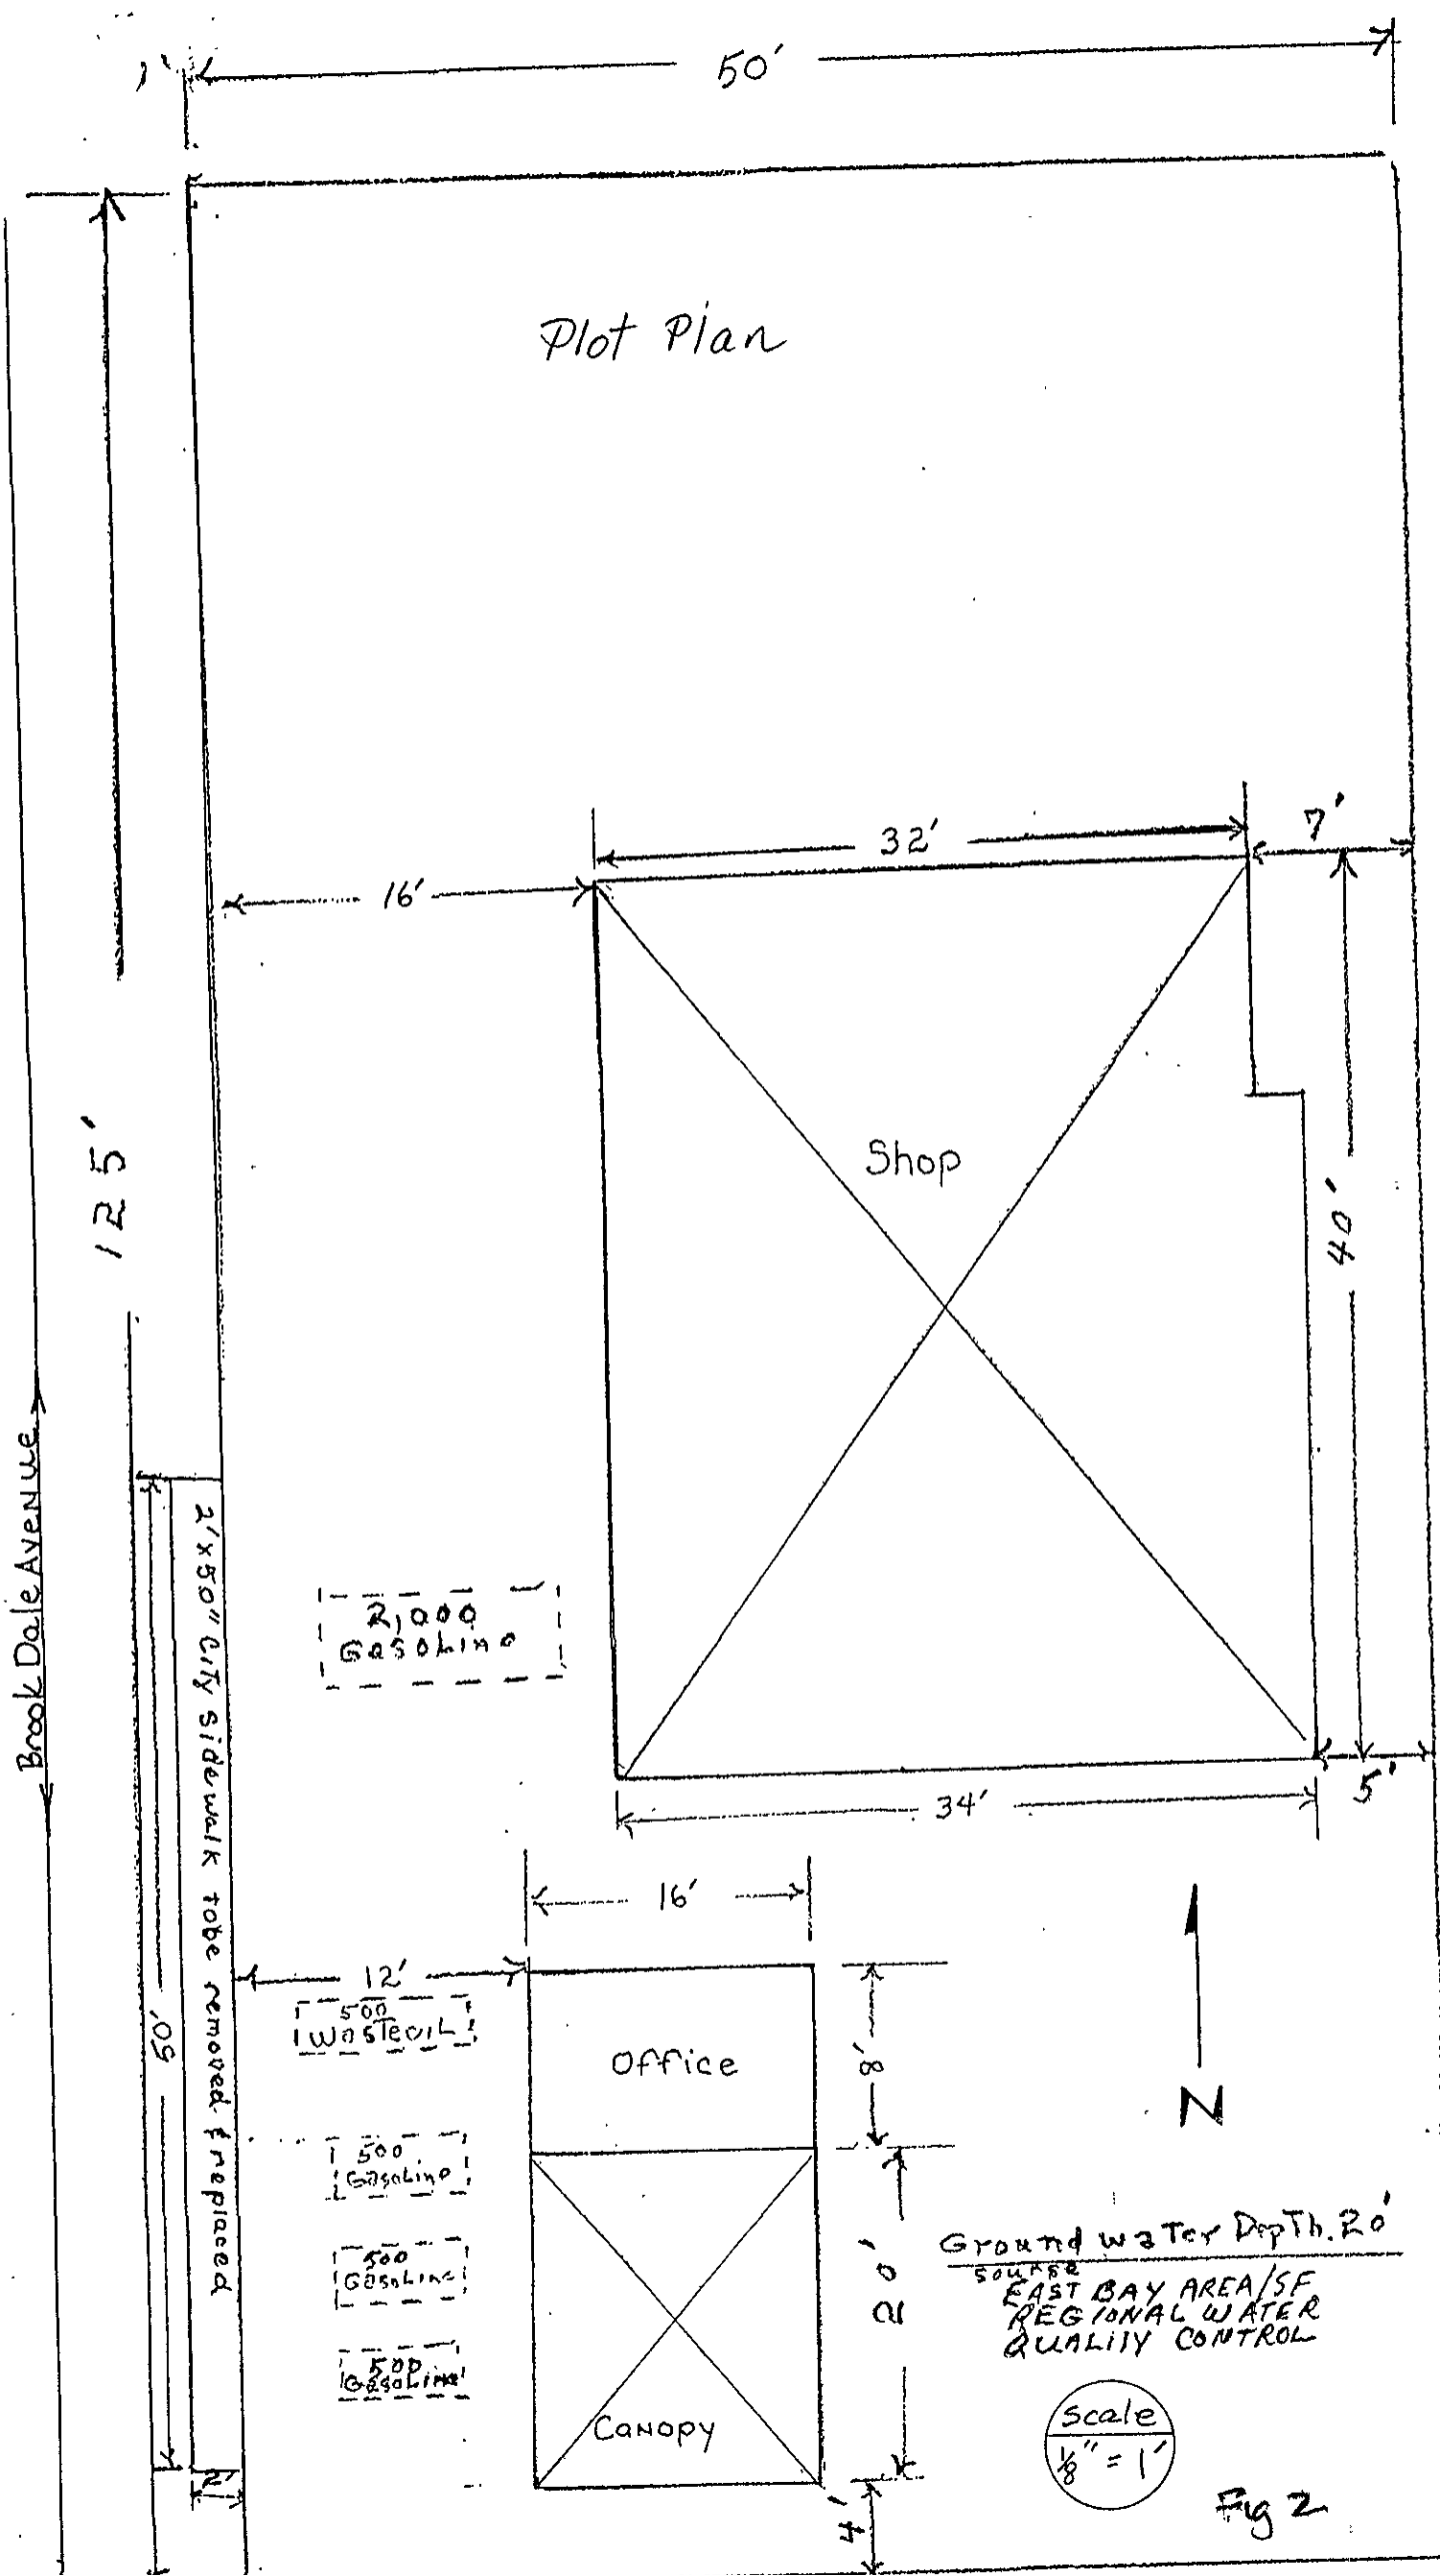 50'
Plot Plan
32'
7'
16'
125'
Shop
40'
Brook Dale Avenue
2'x50" City sidewalk tobe removed & replaced
2,000
Gasoline
34'
5'
16'
12'
500
Waste oil
Office
8'
50'
N
500
Gasoline
500
Gasoline
500
Gasoline
20'
Canopy
Ground water Depth. 20'
source
EAST BAY AREA/SF
REGIONAL WATER
QUALITY CONTROL
Scale
1/8" = 1'
2'
4'
Fig 2